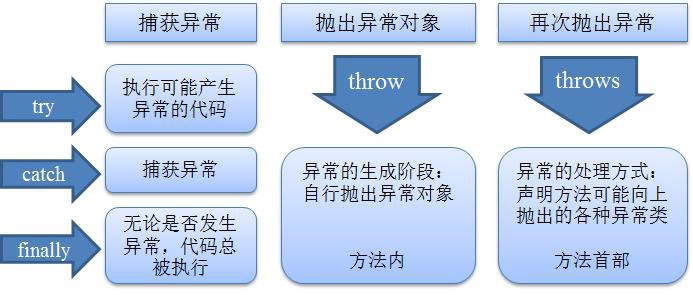 捕获异常
抛出异常对象
再次抛出异常
try
执行可能产生
异常的代码
catch
捕获异常
finally
无论是否发生
异常，代码总
被执行
throw
异常的生成阶段：
自行抛出异常对象
方法内
throws
异常的处理方式：
声明方法可能向上
抛出的各种异常类
方法首部